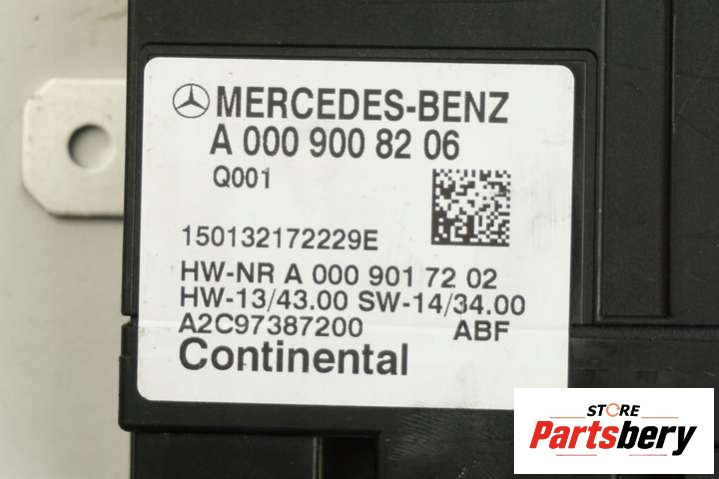 MERCEDES-BENZ
A 000 900 82 06
Q001
150132172229E
HW-NR A 000 901 72 02
HW-13/43.00 SW-14/34.00
A2C97387200 ABF
Continental
STORE
Partsbery